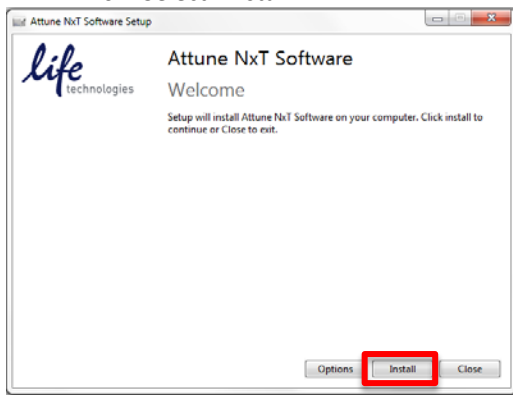 Attune NxT Software Setup
life
technologies
Attune NxT Software
Welcome
Setup will install Attune NxT Software on your computer. Click install to
continue or Close to exit.
Options
Install
Close